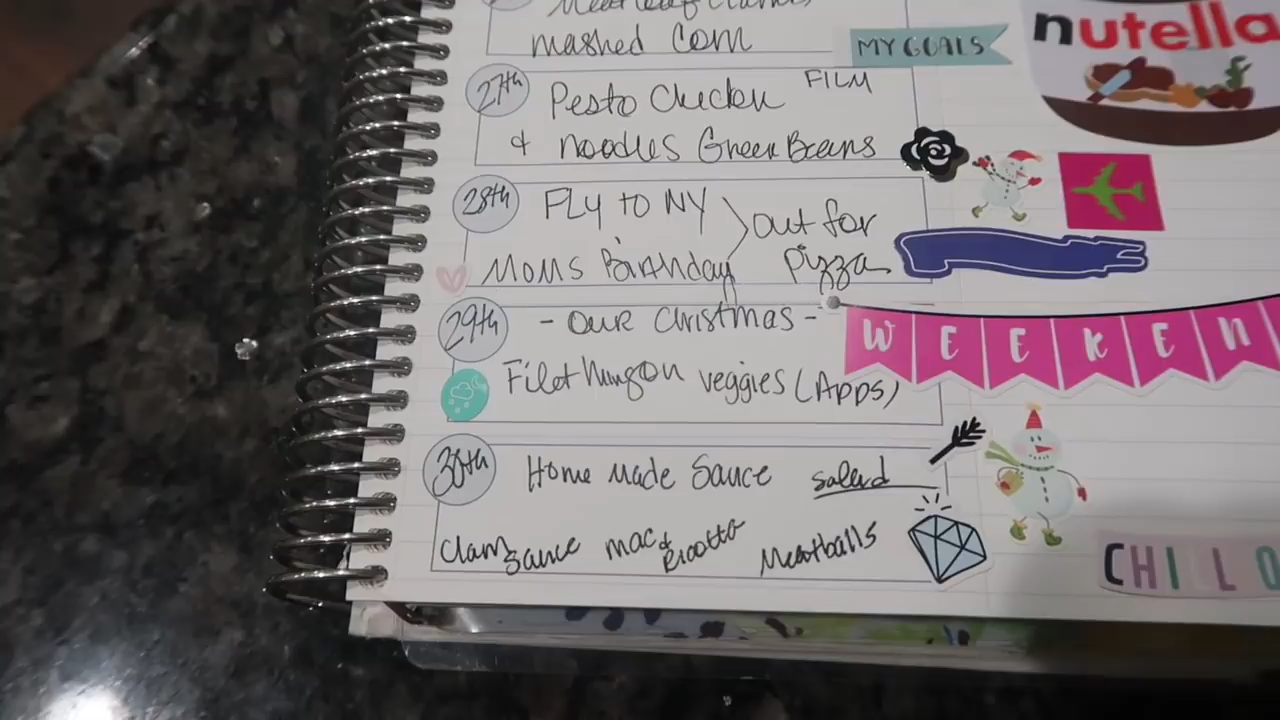 mashed Corn
MY GOALS
nutella
27th
Pesto Chicken FILM
& noodles Green Beans
28th
FLY to NY
Moms Birthday
out for
pizza
29th
- Our Christmas -
WEEKEN
Filet Mingon veggies (APPS)
30th
Home Made Sauce salad
Clam Sauce mac & Ricotta Meatballs
CHILL O